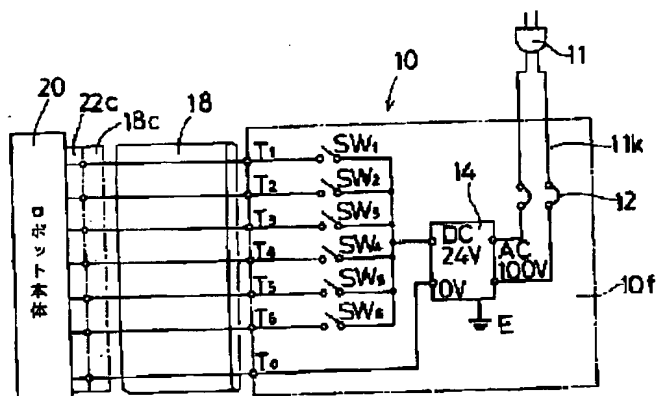 11
10
20
22c
18c
18
11k
T₁
SW₁
T₂
SW₂
14
12
T₃
SW₃
T₄
SW₄
DC
24V
AC
100V
T₅
SW₅
0V
10f
T₆
SW₆
E
T₀
ロボット本体